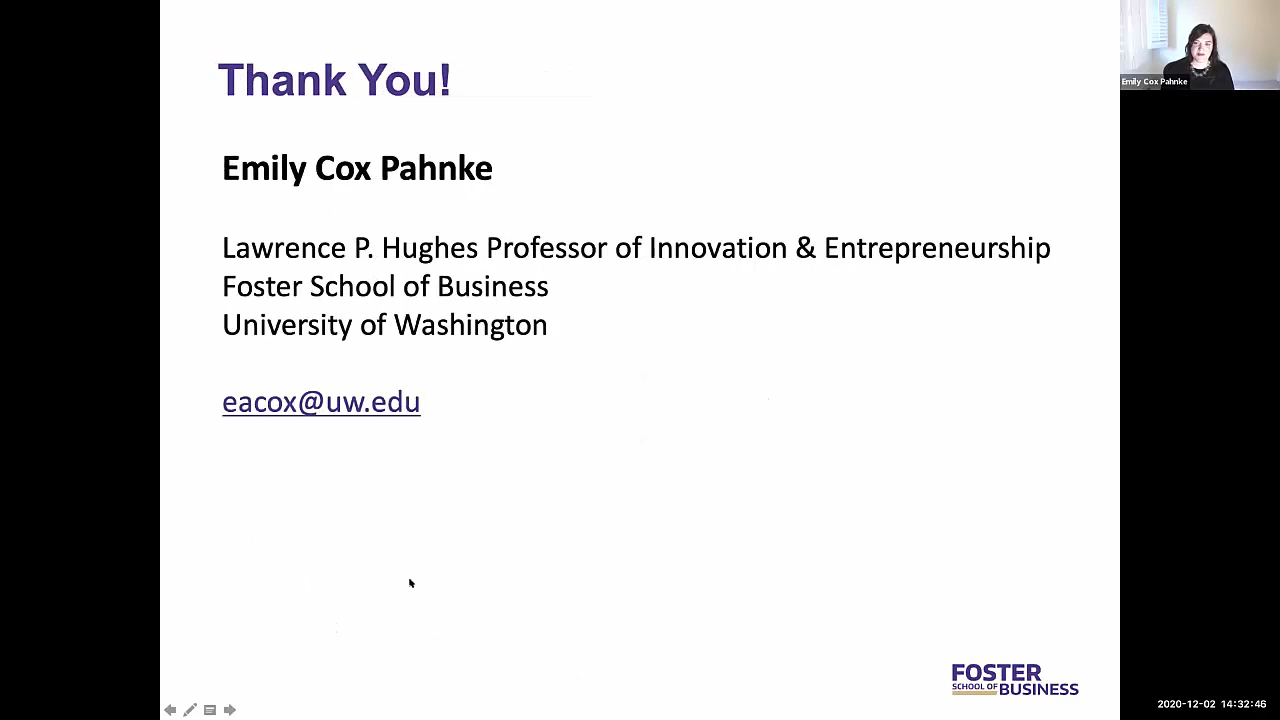 Thank You!
Emily Cox Pahnke
Emily Cox Pahnke
Lawrence P. Hughes Professor of Innovation & Entrepreneurship
Foster School of Business
University of Washington
eacox@uw.edu
FOSTER
SCHOOL OF BUSINESS
2020-12-02 14:32:46